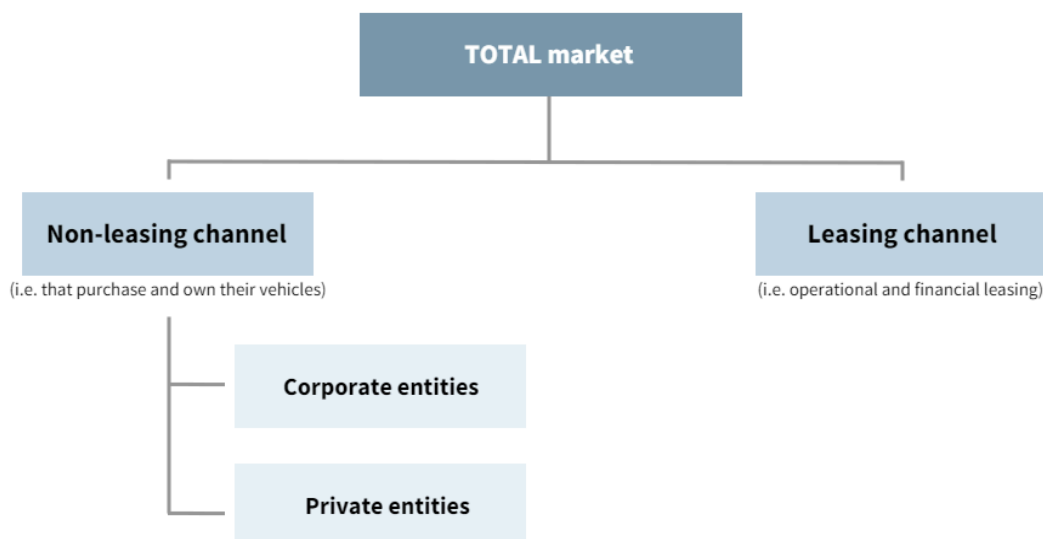 TOTAL market
Non-leasing channel
(i.e. that purchase and own their vehicles)
Leasing channel
(i.e. operational and financial leasing)
Corporate entities
Private entities